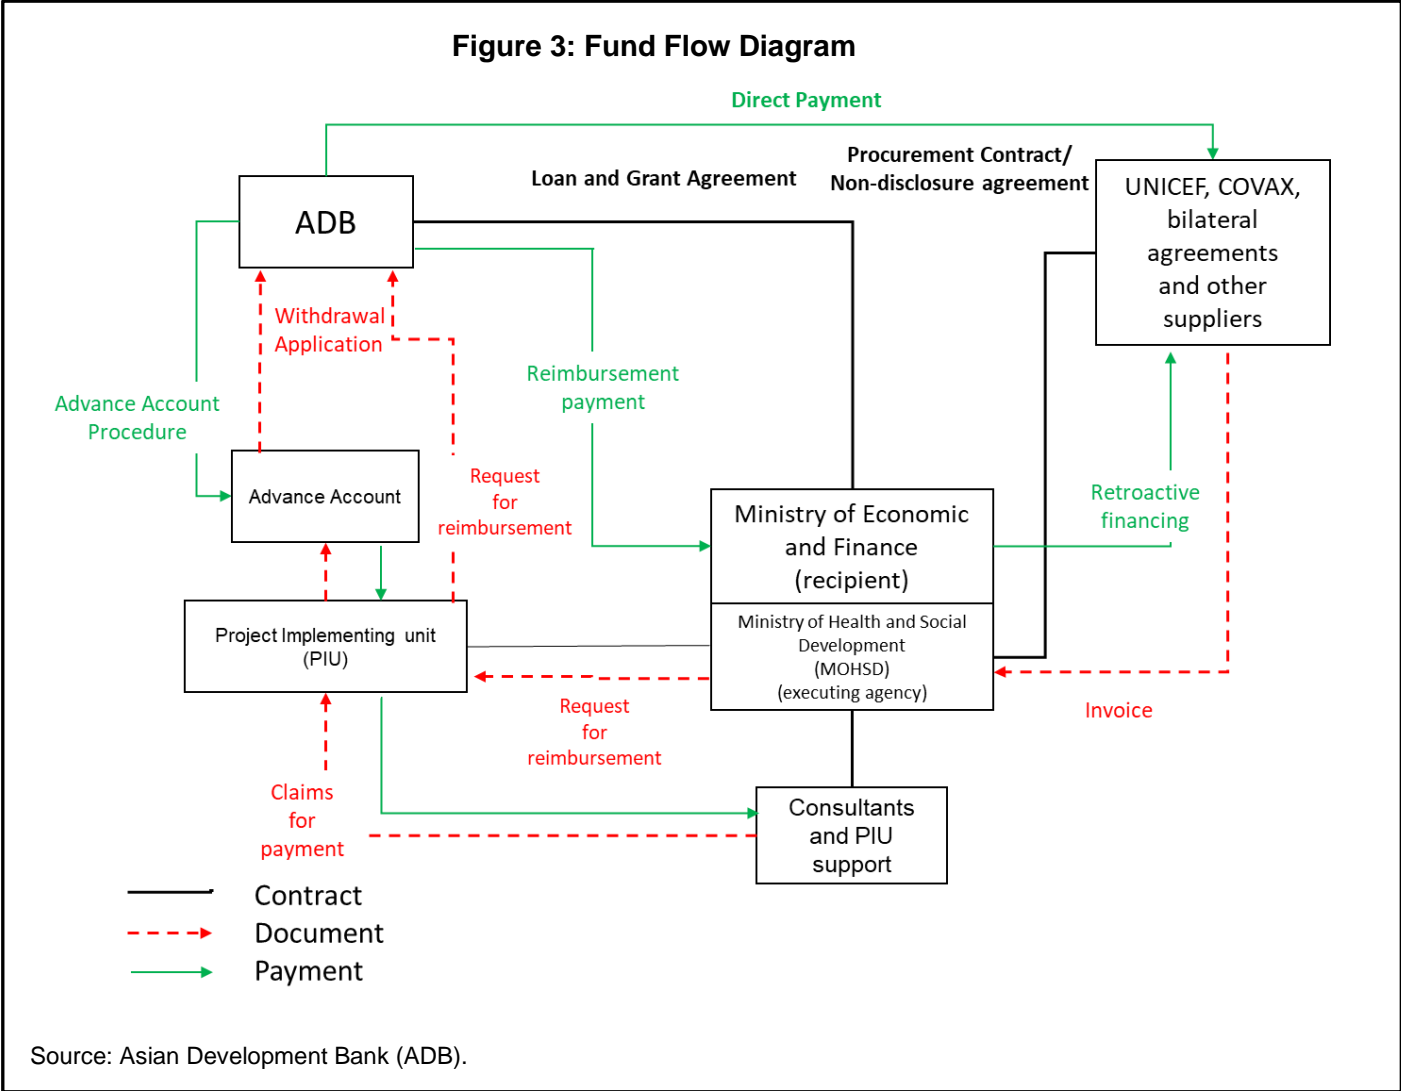 Figure 3: Fund Flow Diagram
Direct Payment
Loan and Grant Agreement
Procurement Contract/
Non-disclosure agreement
ADB
UNICEF, COVAX,
bilateral
agreements
and other
suppliers
Withdrawal
Application
Advance Account
Procedure
Reimbursement
payment
Advance Account
Request
for
reimbursement
Ministry of Economic
and Finance
(recipient)
Retroactive
financing
Project Implementing unit
(PIU)
Ministry of Health and Social
Development
(MOHSD)
(executing agency)
Request
for
reimbursement
Invoice
Claims
for
payment
Consultants
and PIU
support
Contract
Document
Payment
Source: Asian Development Bank (ADB).